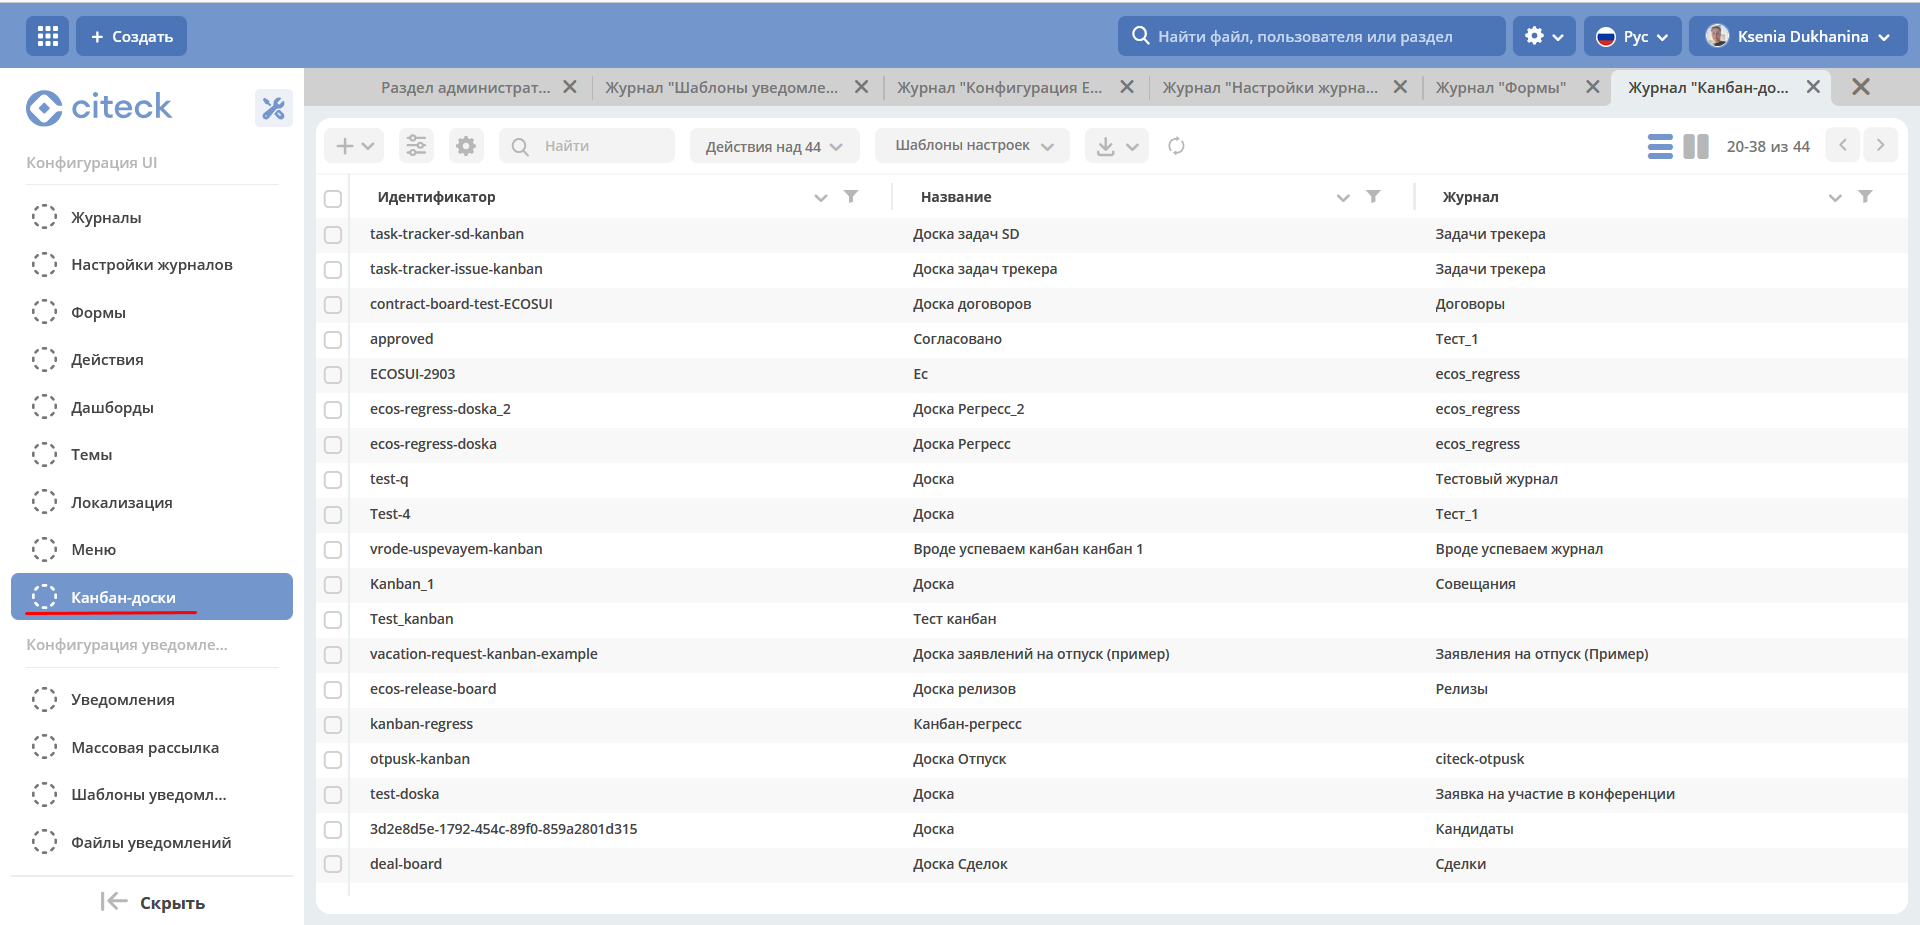 Создать
Найти файл, пользователя или раздел
Рус
Ksenia Dukhanina
citeck
Раздел администрат...
Журнал "Шаблоны уведомле...
Журнал "Конфигурация E...
Журнал "Настройки журна...
Журнал "Формы"
Журнал "Канбан-до...
Конфигурация UI
Журналы
Настройки журналов
Формы
Действия
Дашборды
Темы
Локализация
Меню
Канбан-доски
Конфигурация уведомле...
Уведомления
Массовая рассылка
Шаблоны уведомл...
Файлы уведомлений
Скрыть
Найти
Действия над 44
Шаблоны настроек
20-38 из 44
Идентификатор Название Журнал
task-tracker-sd-kanban Доска задач SD Задачи трекера
task-tracker-issue-kanban Доска задач трекера Задачи трекера
contract-board-test-ECOSUI Доска договоров Договоры
approved Согласовано Тест_1
ECOSUI-2903 Ес ecos_regress
ecos-regress-doska_2 Доска Регресс_2 ecos_regress
ecos-regress-doska Доска Регресс ecos_regress
test-q Доска Тестовый журнал
Test-4 Доска Тест_1
vrode-uspevayem-kanban Вроде успеваем канбан канбан 1 Вроде успеваем журнал
Kanban_1 Доска Совещания
Test_kanban Тест канбан
vacation-request-kanban-example Доска заявлений на отпуск (пример) Заявления на отпуск (Пример)
ecos-release-board Доска релизов Релизы
kanban-regress Канбан-регресс
otpusk-kanban Доска Отпуск citeck-otpusk
test-doska Доска Заявка на участие в конференции
3d2e8d5e-1792-454c-89f0-859a2801d315 Доска Кандидаты
deal-board Доска Сделок Сделки